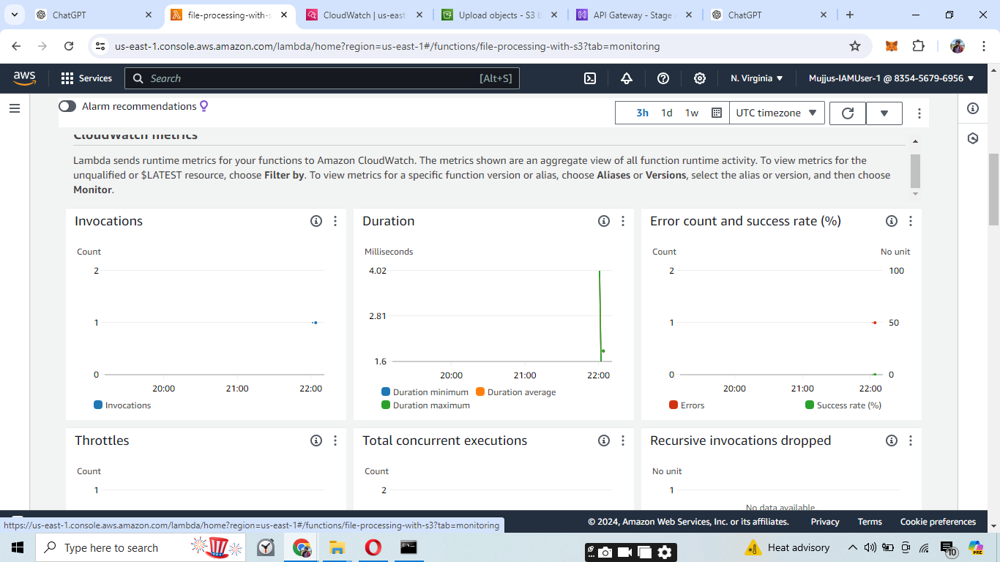 ChatGPT
file-processing-with-s
CloudWatch | us-east
Upload objects - S3 b
API Gateway - Stage
ChatGPT
us-east-1.console.aws.amazon.com/lambda/home?region=us-east-1#/functions/file-processing-with-s3?tab=monitoring
aws
Services
Search
[Alt+S]
N. Virginia
Mujjus-IAMUser-1 @ 8354-5679-6956
Alarm recommendations
3h 1d 1w
UTC timezone
CloudWatch metrics
Lambda sends runtime metrics for your functions to Amazon CloudWatch. The metrics shown are an aggregate view of all function runtime activity. To view metrics for the
unqualified or $LATEST resource, choose Filter by. To view metrics for a specific function version or alias, choose Aliases or Versions, select the alias or version, and then choose
Monitor.
Invocations
Count
2
1
0
20:00 21:00 22:00
Invocations
Duration
Milliseconds
4.02
2.81
1.6
20:00 21:00 22:00
Duration minimum Duration average
Duration maximum
Error count and success rate (%)
Count No unit
2 100
1 50
0 0
20:00 21:00 22:00
Errors Success rate (%)
Throttles
Count
1
Total concurrent executions
Count
2
Recursive invocations dropped
No unit
1
No data available.
https://us-east-1.console.aws.amazon.com/lambda/home?region=us-east-1#/functions/file-processing-with-s3?tab=monitoring
© 2024, Amazon Web Services, Inc. or its affiliates. Privacy Terms Cookie preferences
Type here to search
Heat advisory
10
PRE